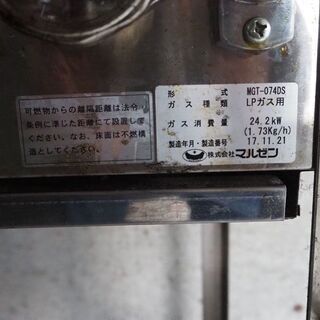 可燃物からの離隔距離は法令
条例に準じた距離にて設置し
ください。なお、床面は不燃構
造としてください。
形 式 MGT-074DS
ガス種類 LPガス用
ガス消費量 24.2kW
(1.73Kg/h)
製造年月・製造番号 17.11.21
株式会社マルゼン